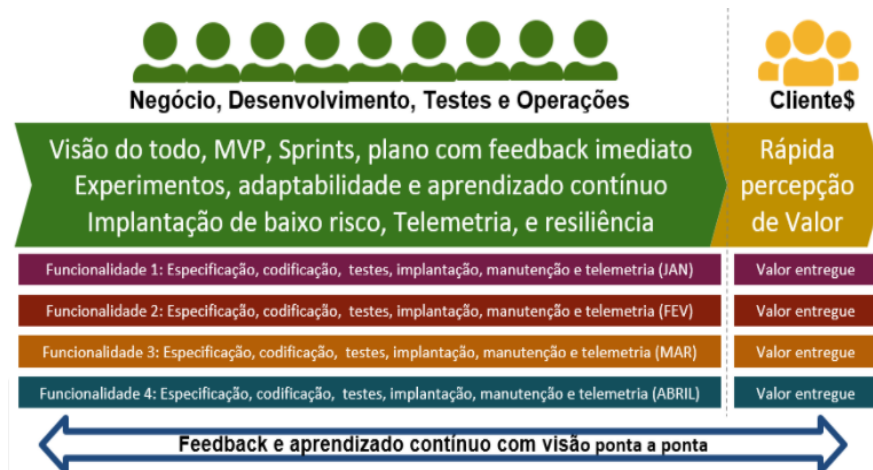 Negócio, Desenvolvimento, Testes e Operações
Cliente$
Visão do todo, MVP, Sprints, plano com feedback imediato
Experimentos, adaptabilidade e aprendizado contínuo
Implantação de baixo risco, Telemetria, e resiliência
Rápida
percepção
de Valor
Funcionalidade 1: Especificação, codificação, testes, implantação, manutenção e telemetria (JAN)
Valor entregue
Funcionalidade 2: Especificação, codificação, testes, implantação, manutenção e telemetria (FEV)
Valor entregue
Funcionalidade 3: Especificação, codificação, testes, implantação, manutenção e telemetria (MAR)
Valor entregue
Funcionalidade 4: Especificação, codificação, testes, implantação, manutenção e telemetria (ABRIL)
Valor entregue
Feedback e aprendizado contínuo com visão ponta a ponta